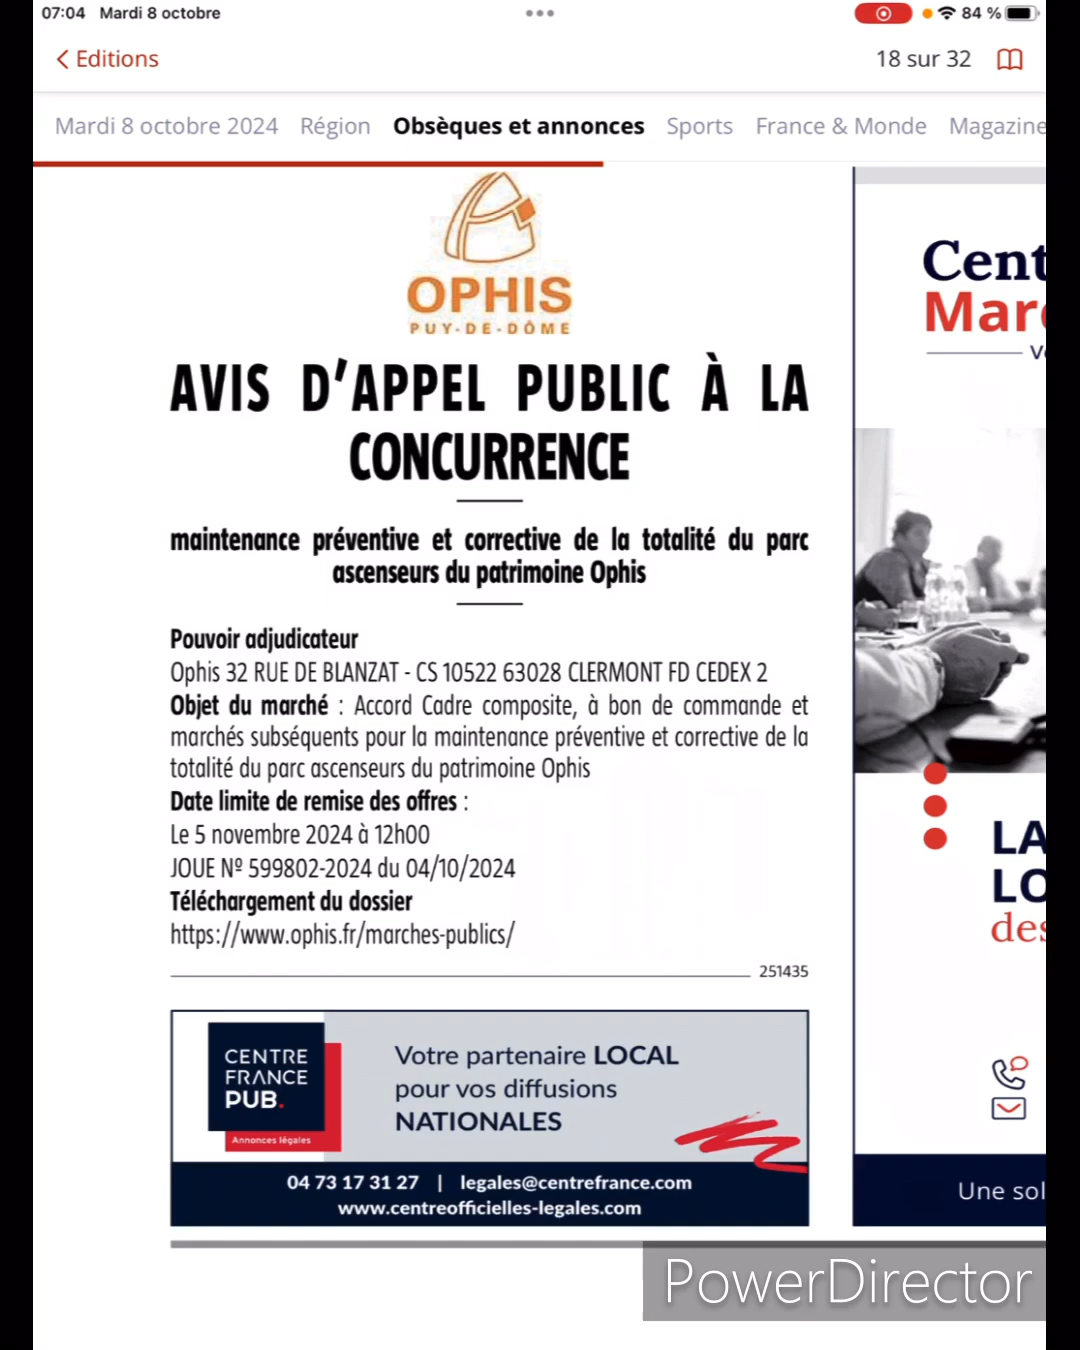 07:04 Mardi 8 octobre
84 %
Editions
18 sur 32
Mardi 8 octobre 2024 Région Obsèques et annonces Sports France & Monde Magazine
OPHIS
PUY-DE-DÔME
AVIS D'APPEL PUBLIC À LA
CONCURRENCE
maintenance préventive et corrective de la totalité du parc
ascenseurs du patrimoine Ophis
Pouvoir adjudicateur
Ophis 32 RUE DE BLANZAT - CS 10522 63028 CLERMONT FD CEDEX 2
Objet du marché : Accord Cadre composite, à bon de commande et
marchés subséquents pour la maintenance préventive et corrective de la
totalité du parc ascenseurs du patrimoine Ophis
Date limite de remise des offres :
Le 5 novembre 2024 à 12h00
JOUE Nº 599802-2024 du 04/10/2024
Téléchargement du dossier
https://www.ophis.fr/marches-publics/
251435
CENTRE
FRANCE
PUB.
Annonces légales
Votre partenaire LOCAL
pour vos diffusions
NATIONALES
04 73 17 31 27 | legales@centrefrance.com
www.centreofficielles-legales.com
Cent
Mar
LA
LO
des
Une sol
PowerDirector